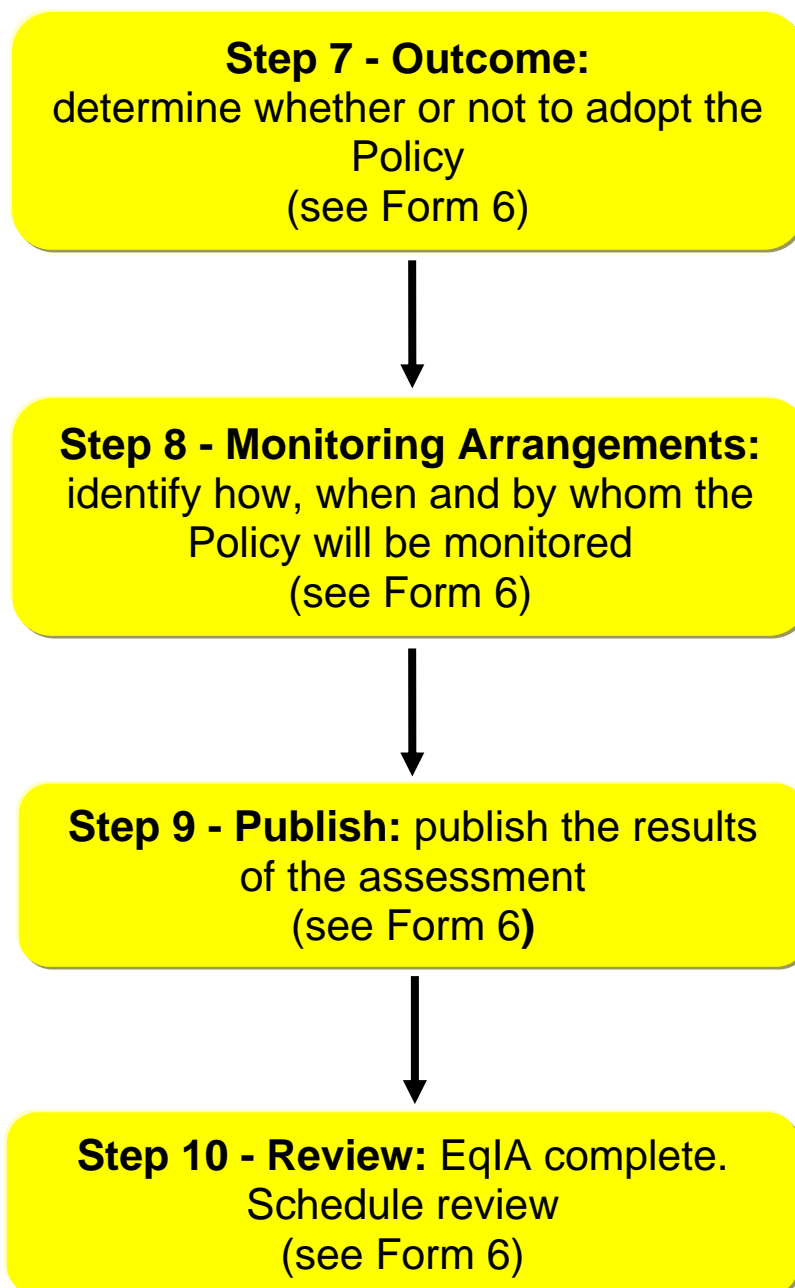 Step 7 - Outcome:
determine whether or not to adopt the
Policy
(see Form 6)
Step 8 - Monitoring Arrangements:
identify how, when and by whom the
Policy will be monitored
(see Form 6)
Step 9 - Publish: publish the results
of the assessment
(see Form 6)
Step 10 - Review: EqIA complete.
Schedule review
(see Form 6)